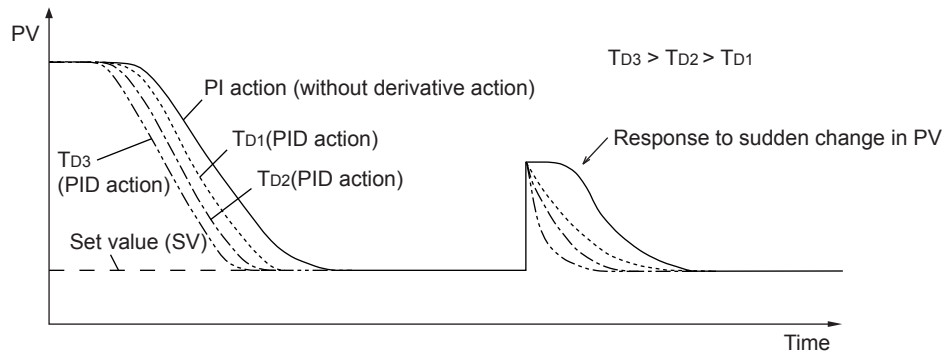 PV
TD3 > TD2 > TD1
PI action (without derivative action)
Response to sudden change in PV
TD1(PID action)
TD3
(PID action)
TD2(PID action)
Set value (SV)
Time